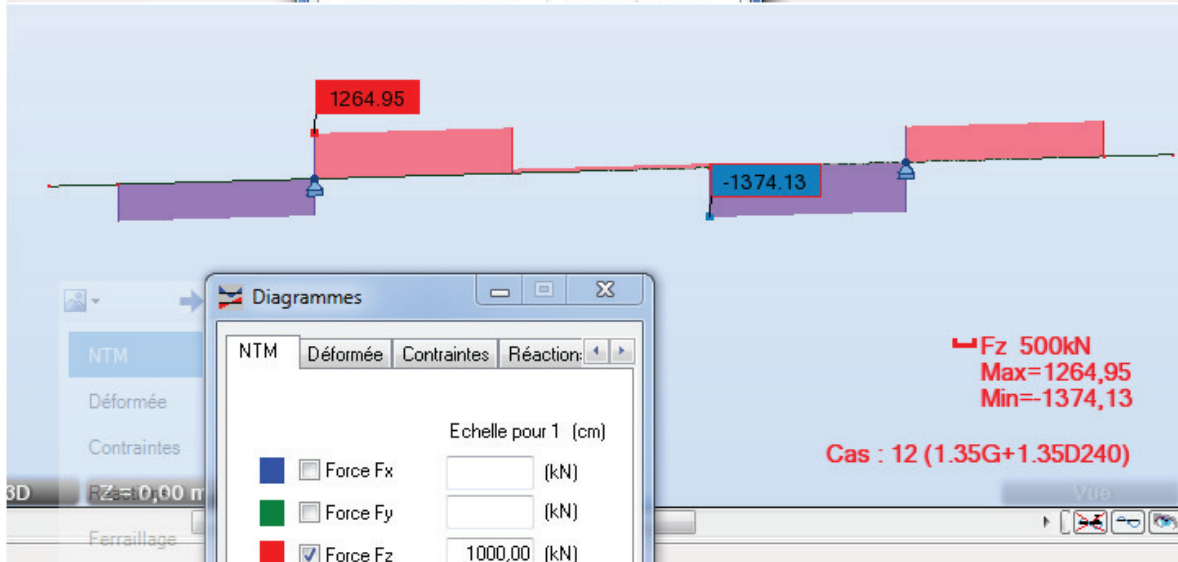 1264.95
-1374.13
Diagrammes
NTM
NTM Déformée Contraintes Réaction:
Fz 500kN
Max=1264,95
Min=-1374,13
Déformée
Echelle pour 1 (cm)
Contraintes
Cas : 12 (1.35G+1.35D240)
Force Fx (kN)
3D
Z = 0,00 m
Vue
Force Fy (kN)
Ferraillage
Force Fz 1000,00 (kN)